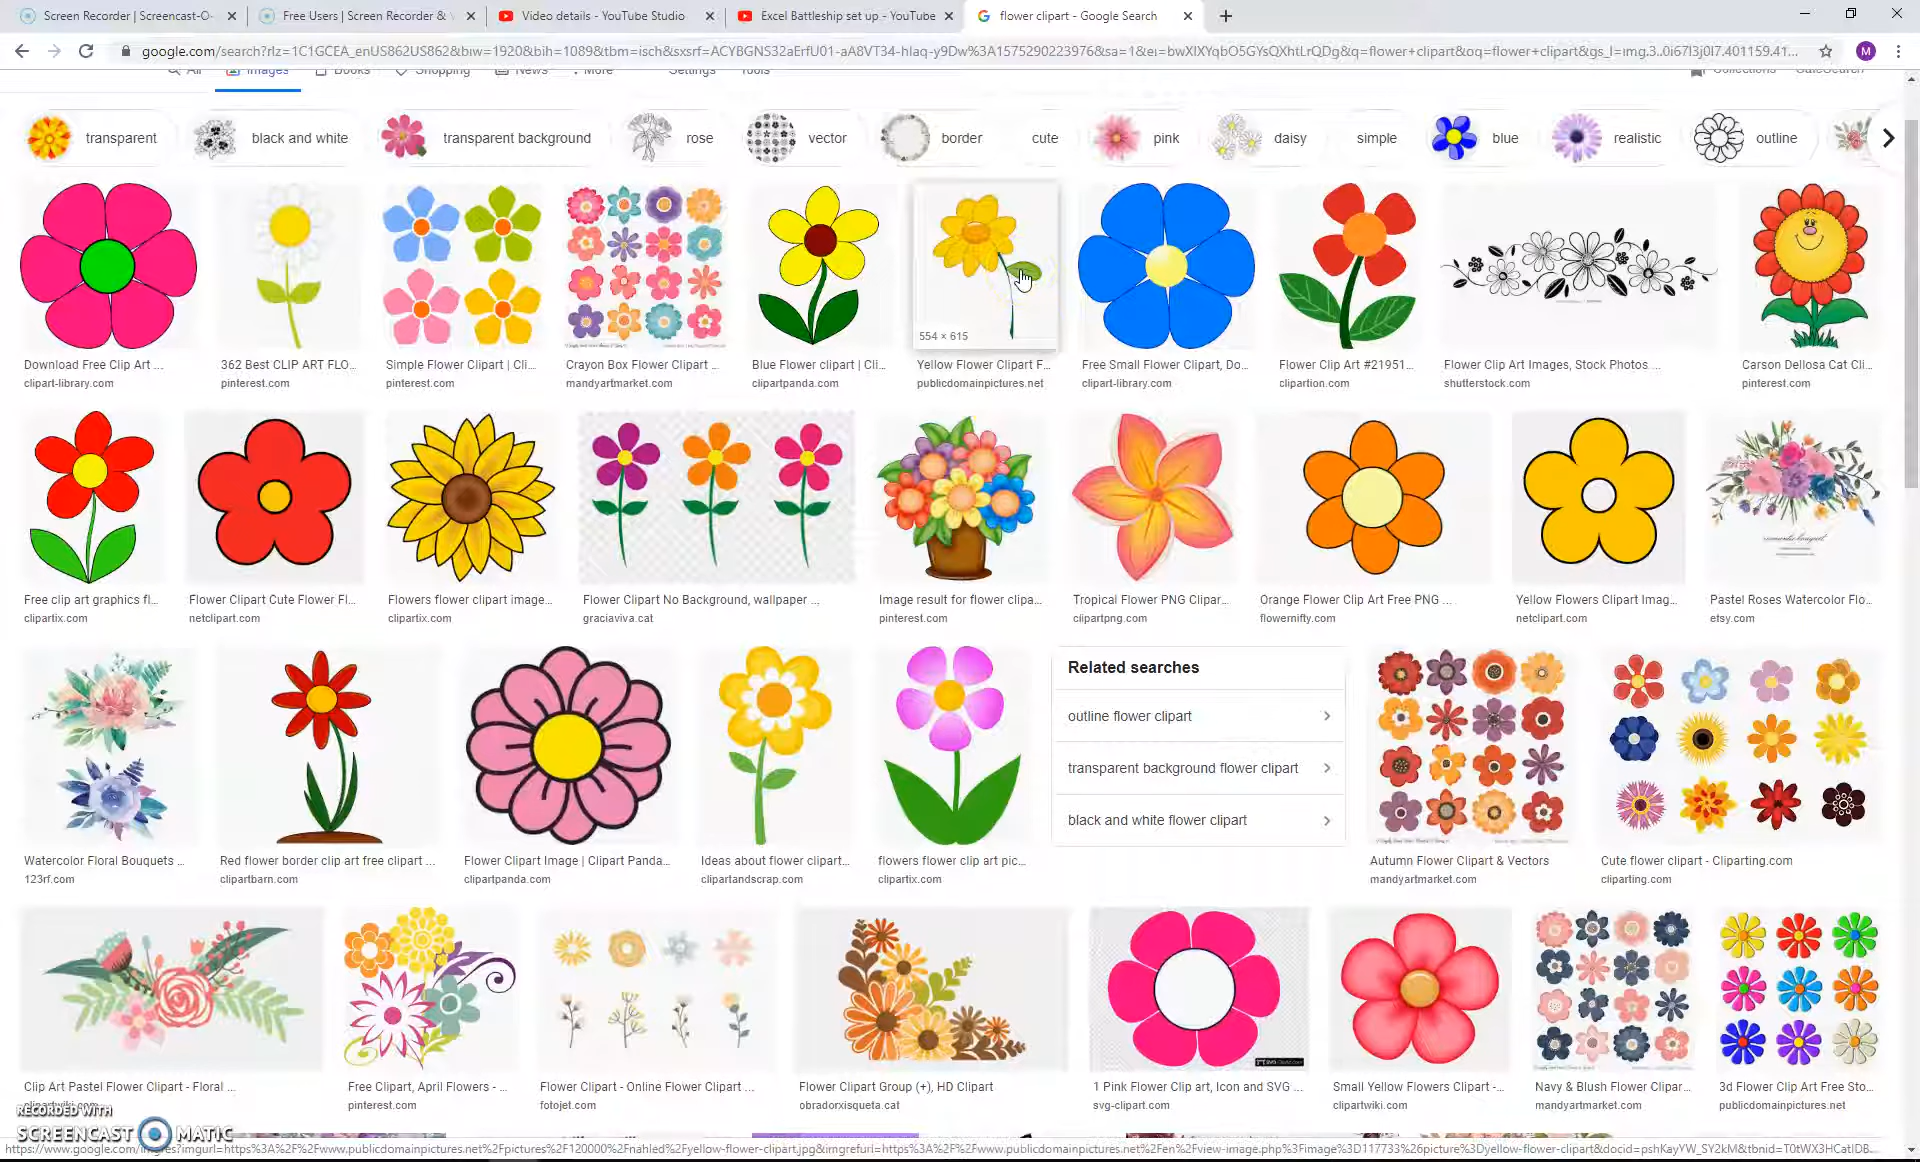 Screen Recorder | Screencast-O-
Free Users | Screen Recorder &
Video details - YouTube Studio
Excel Battleship set up - YouTube
flower clipart - Google Search
M
All
Images
Books
Shopping
News
More
Settings
Tools
Collections
SafeSearch
transparent
black and white
transparent background
rose
vector
border
cute
pink
daisy
simple
blue
realistic
outline
554 × 615
Download Free Clip Art ...
362 Best CLIP ART FLO...
Simple Flower Clipart | Cli...
Crayon Box Flower Clipart ...
Blue Flower clipart | Cli...
Yellow Flower Clipart F...
Free Small Flower Clipart, Do...
Flower Clip Art #21951...
Flower Clip Art Images, Stock Photos ...
Carson Dellosa Cat Cli...
clipart-library.com
pinterest.com
pinterest.com
mandyartmarket.com
clipartpanda.com
publicdomainpictures.net
clipart-library.com
clipartion.com
shutterstock.com
pinterest.com
Free clip art graphics fl...
Flower Clipart Cute Flower Fl...
Flowers flower clipart image...
Flower Clipart No Background, wallpaper ...
Image result for flower clipa...
Tropical Flower PNG Clipar...
Orange Flower Clip Art Free PNG ...
Yellow Flowers Clipart Imag...
Pastel Roses Watercolor Flo...
clipartix.com
netclipart.com
clipartix.com
graciaviva.cat
pinterest.com
clipartpng.com
flowernifty.com
netclipart.com
etsy.com
Related searches
outline flower clipart
transparent background flower clipart
black and white flower clipart
Watercolor Floral Bouquets ...
Red flower border clip art free clipart ...
Flower Clipart Image | Clipart Panda...
Ideas about flower clipart...
flowers flower clip art pic...
Autumn Flower Clipart & Vectors
Cute flower clipart - Cliparting.com
123rf.com
clipartbarn.com
clipartpanda.com
clipartandscrap.com
clipartix.com
mandyartmarket.com
cliparting.com
Clip Art Pastel Flower Clipart - Floral ...
Free Clipart, April Flowers - ...
Flower Clipart - Online Flower Clipart ...
Flower Clipart Group (+), HD Clipart
1 Pink Flower Clip art, Icon and SVG ...
Small Yellow Flowers Clipart -...
Navy & Blush Flower Clipar...
3d Flower Clip Art Free Sto...
pinterest.com
fotojet.com
obradorxisqueta.cat
svg-clipart.com
clipartwiki.com
mandyartmarket.com
publicdomainpictures.net
RECORDED WITH
SCREENCAST MATIC